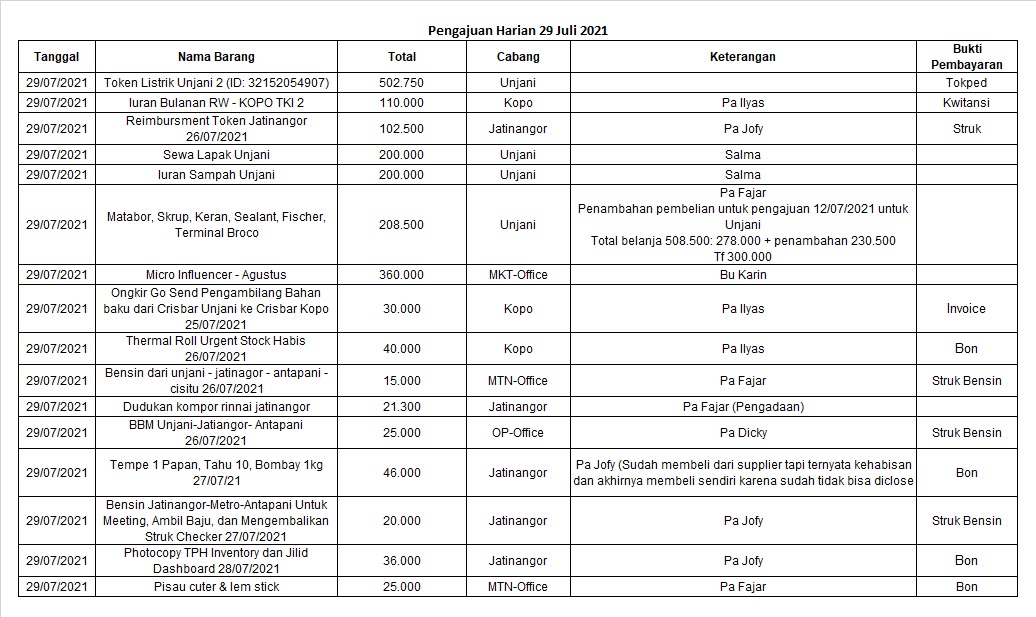 Pengajuan Harian 29 Juli 2021
Tanggal Nama Barang Total Cabang Keterangan Bukti Pembayaran
29/07/2021 Token Listrik Unjani 2 (ID: 32152054907) 502.750 Unjani Tokped
29/07/2021 Iuran Bulanan RW - KOPO TKI 2 110.000 Kopo Pa Ilyas Kwitansi
29/07/2021 Reimbursment Token Jatinangor 26/07/2021 102.500 Jatinangor Pa Jofy Struk
29/07/2021 Sewa Lapak Unjani 200.000 Unjani Salma
29/07/2021 Iuran Sampah Unjani 200.000 Unjani Salma
29/07/2021 Matabor, Skrup, Keran, Sealant, Fischer, Terminal Broco 208.500 Unjani Pa Fajar
Penambahan pembelian untuk pengajuan 12/07/2021 untuk
Unjani
Total belanja 508.500: 278.000 + penambahan 230.500
Tf 300.000
29/07/2021 Micro Influencer - Agustus 360.000 MKT-Office Bu Karin
29/07/2021 Ongkir Go Send Pengambilang Bahan baku dari Crisbar Unjani ke Crisbar Kopo 25/07/2021 30.000 Kopo Pa Ilyas Invoice
29/07/2021 Thermal Roll Urgent Stock Habis 26/07/2021 40.000 Kopo Pa Ilyas Bon
29/07/2021 Bensin dari unjani - jatinagor - antapani - cisitu 26/07/2021 15.000 MTN-Office Pa Fajar Struk Bensin
29/07/2021 Dudukan kompor rinnai jatinangor 21.300 Jatinangor Pa Fajar (Pengadaan)
29/07/2021 BBM Unjani-Jatiangor- Antapani 26/07/2021 25.000 OP-Office Pa Dicky Struk Bensin
29/07/2021 Tempe 1 Papan, Tahu 10, Bombay 1kg 27/07/21 46.000 Jatinangor Pa Jofy (Sudah membeli dari supplier tapi ternyata kehabisan dan akhirnya membeli sendiri karena sudah tidak bisa diclose Bon
29/07/2021 Bensin Jatinangor-Metro-Antapani Untuk Meeting, Ambil Baju, dan Mengembalikan Struk Checker 27/07/2021 20.000 Jatinangor Pa Jofy Struk Bensin
29/07/2021 Photocopy TPH Inventory dan Jilid Dashboard 28/07/2021 36.000 Jatinangor Pa Jofy Bon
29/07/2021 Pisau cuter & lem stick 25.000 MTN-Office Pa Fajar Bon